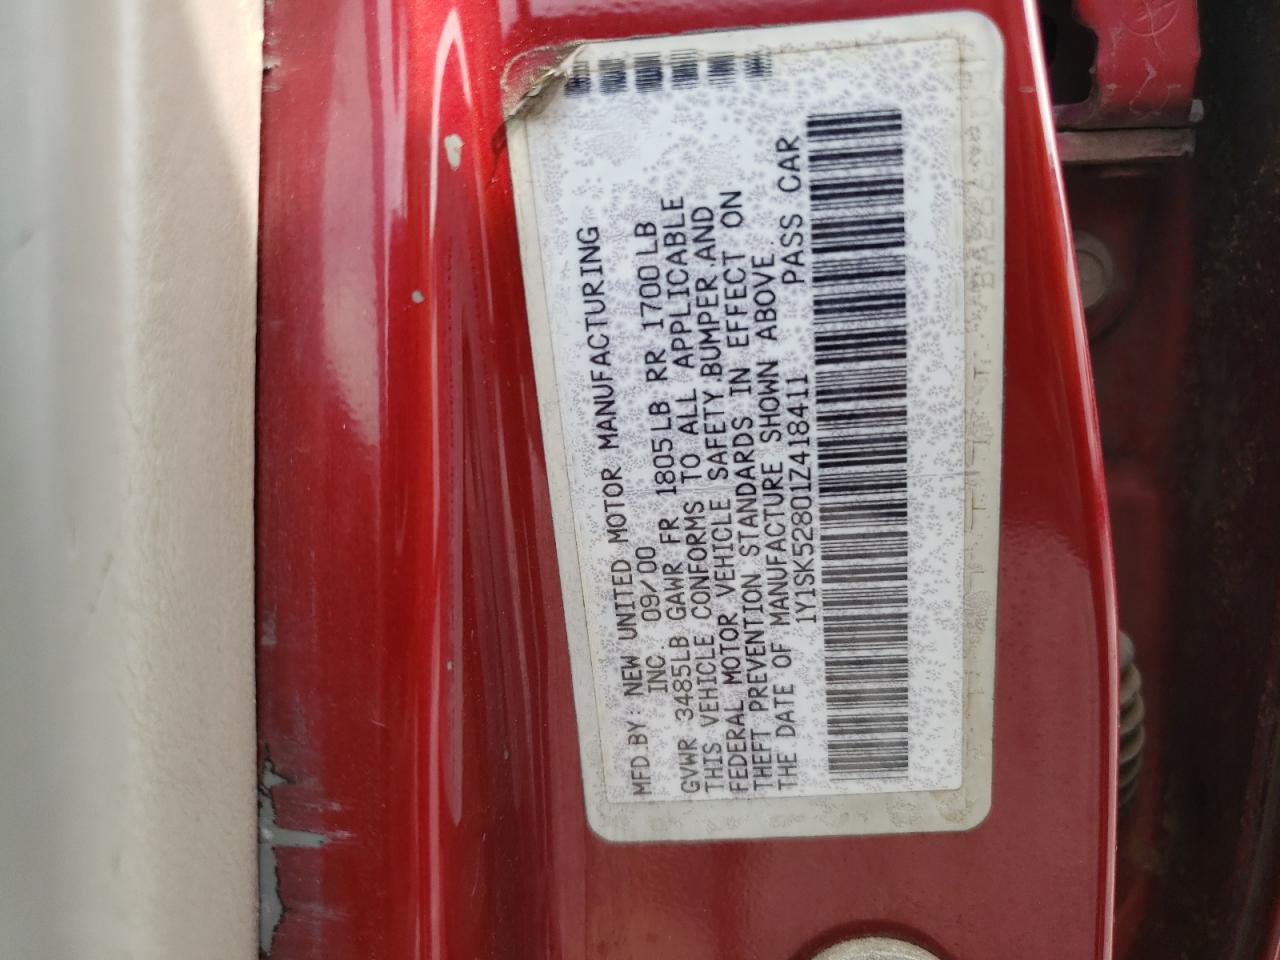 MFD BY: NEW UNITED MOTOR MANUFACTURING
INC. 09/00
GVWR 3485LB GAWR FR 1805LB RR 1700LB
THIS VEHICLE CONFORMS TO ALL APPLICABLE
FEDERAL MOTOR VEHICLE SAFETY,BUMPER AND
THEFT PREVENTION STANDARDS IN EFFECT ON
THE DATE OF MANUFACTURE SHOWN ABOVE.
1Y1SK52801Z418411 PASS CAR